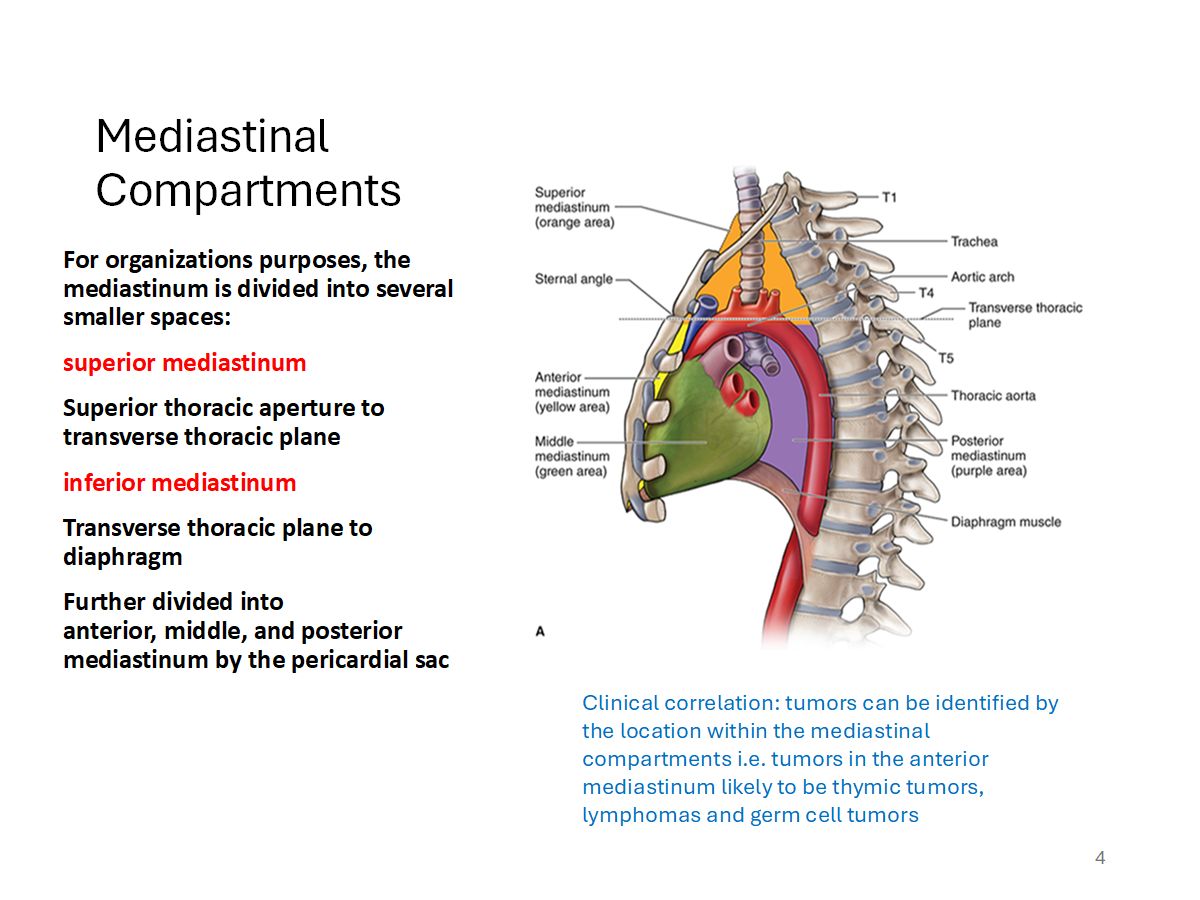 Mediastinal
Compartments
For organizations purposes, the
mediastinum is divided into several
smaller spaces:
superior mediastinum
Superior thoracic aperture to
transverse thoracic plane
inferior mediastinum
Transverse thoracic plane to
diaphragm
Further divided into
anterior, middle, and posterior
mediastinum by the pericardial sac
Superior
mediastinum
(orange area)
Sternal angle
Anterior
mediastinum
(yellow area)
Middle
mediastinum
(green area)
T1
Trachea
Aortic arch
T4
Transverse thoracic
plane
T5
Thoracic aorta
Posterior
mediastinum
(purple area)
Diaphragm muscle
A
Clinical correlation: tumors can be identified by
the location within the mediastinal
compartments i.e. tumors in the anterior
mediastinum likely to be thymic tumors,
lymphomas and germ cell tumors
4